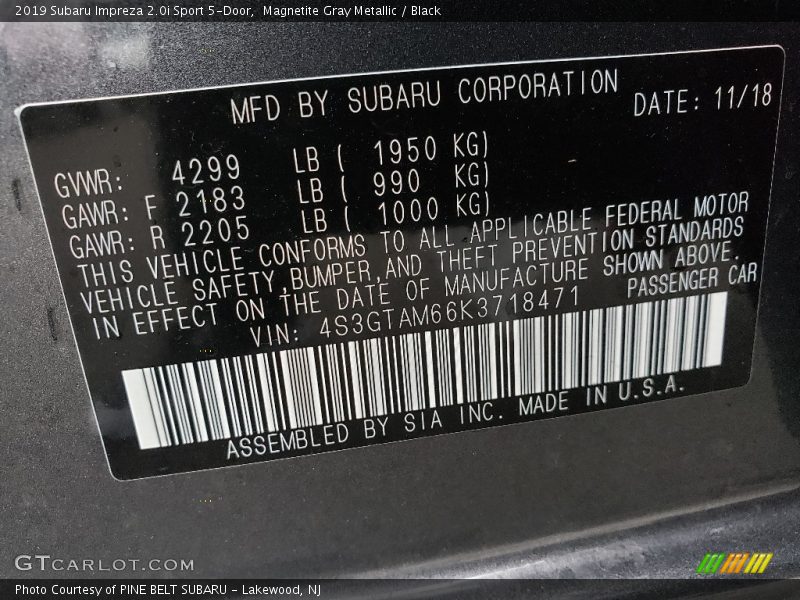 2019 Subaru Impreza 2.0i Sport 5-Door, Magnetite Gray Metallic / Black
MFD BY SUBARU CORPORATION DATE: 11/18
GVWR: 4299 LB ( 1950 KG)
GAWR: F 2183 LB ( 990 KG)
GAWR: R 2205 LB ( 1000 KG)
THIS VEHICLE CONFORMS TO ALL APPLICABLE FEDERAL MOTOR
VEHICLE SAFETY,BUMPER,AND THEFT PREVENTION STANDARDS
IN EFFECT ON THE DATE OF MANUFACTURE SHOWN ABOVE.
VIN: 4S3GTAM66K3718471 PASSENGER CAR
ASSEMBLED BY SIA INC. MADE IN U.S.A.
GTCARLOT.COM
Photo Courtesy of PINE BELT SUBARU - Lakewood, NJ